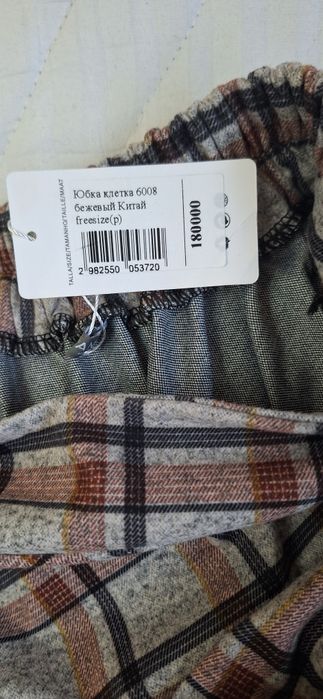 TALLA/SIZE/TAMANHO/TAILLE/MAAT
Юбка клетка 6008
бежевый Китай
freesize(р)
2 982550 053720
180000